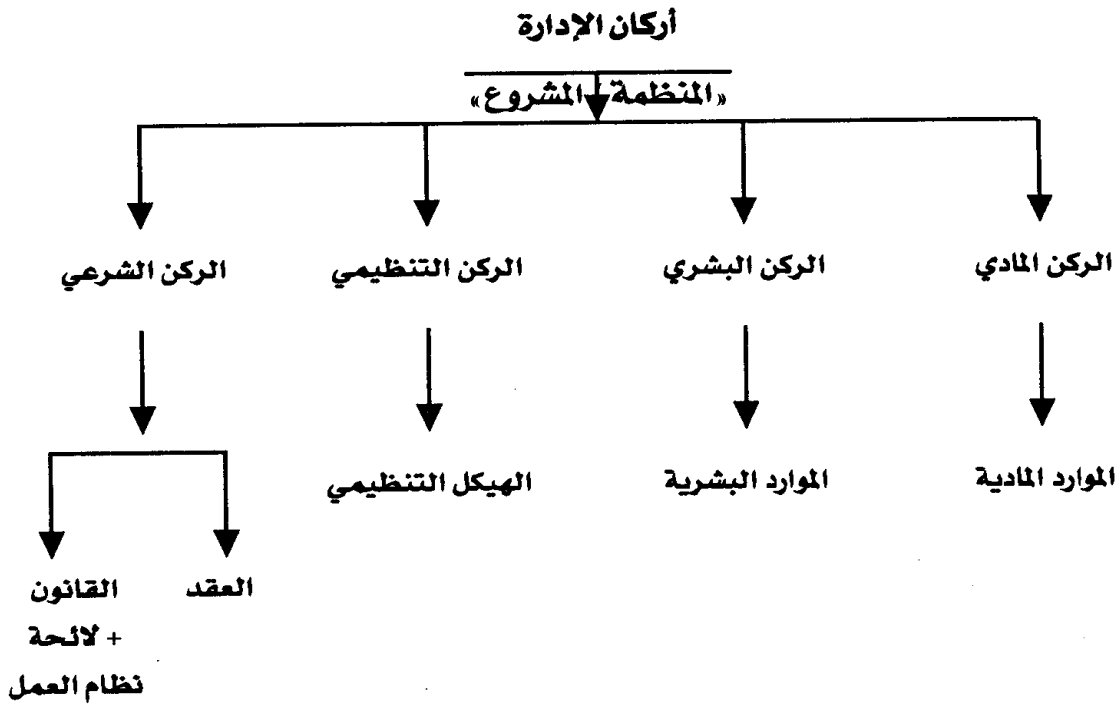 أركان الإدارة
«المنظمة المشروع»
الركن المادي
الركن البشري
الركن التنظيمي
الركن الشرعي
الموارد المادية
الموارد البشرية
الهيكل التنظيمي
العقد
القانون
+ لائحة
نظام العمل